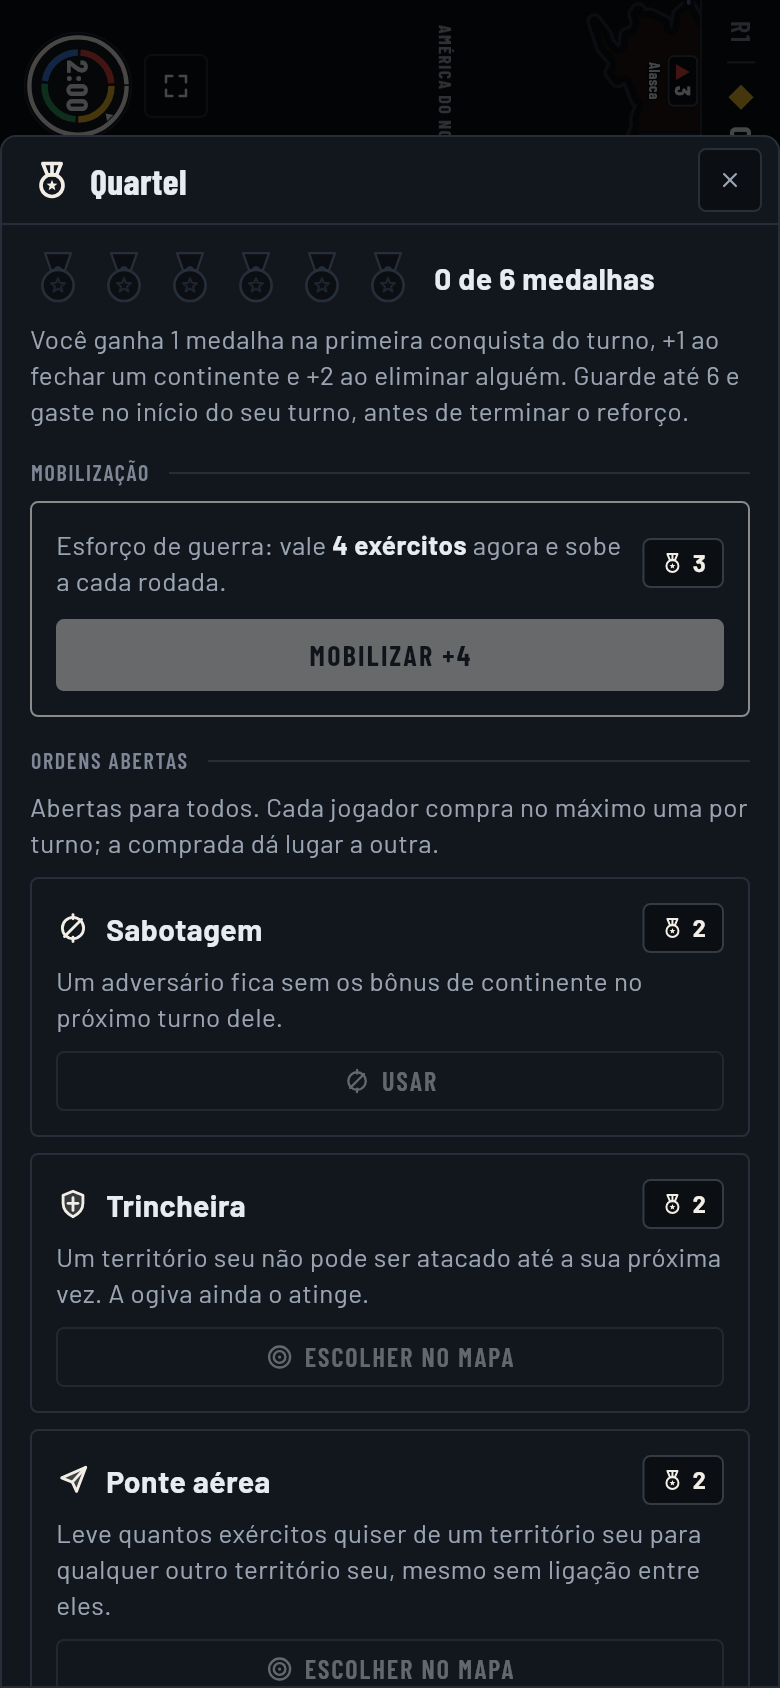 2:00
AMÉRICA DO
Alasca
3
R1
Quartel
0 de 6 medalhas
Você ganha 1 medalha na primeira conquista do turno, +1 ao
fechar um continente e +2 ao eliminar alguém. Guarde até 6 e
gaste no início do seu turno, antes de terminar o reforço.
MOBILIZAÇÃO
Esforço de guerra: vale 4 exércitos agora e sobe
a cada rodada.
3
MOBILIZAR +4
ORDENS ABERTAS
Abertas para todos. Cada jogador compra no máximo uma por
turno; a comprada dá lugar a outra.
Sabotagem
2
Um adversário fica sem os bônus de continente no
próximo turno dele.
USAR
Trincheira
2
Um território seu não pode ser atacado até a sua próxima
vez. A ogiva ainda o atinge.
ESCOLHER NO MAPA
Ponte aérea
2
Leve quantos exércitos quiser de um território seu para
qualquer outro território seu, mesmo sem ligação entre
eles.
ESCOLHER NO MAPA